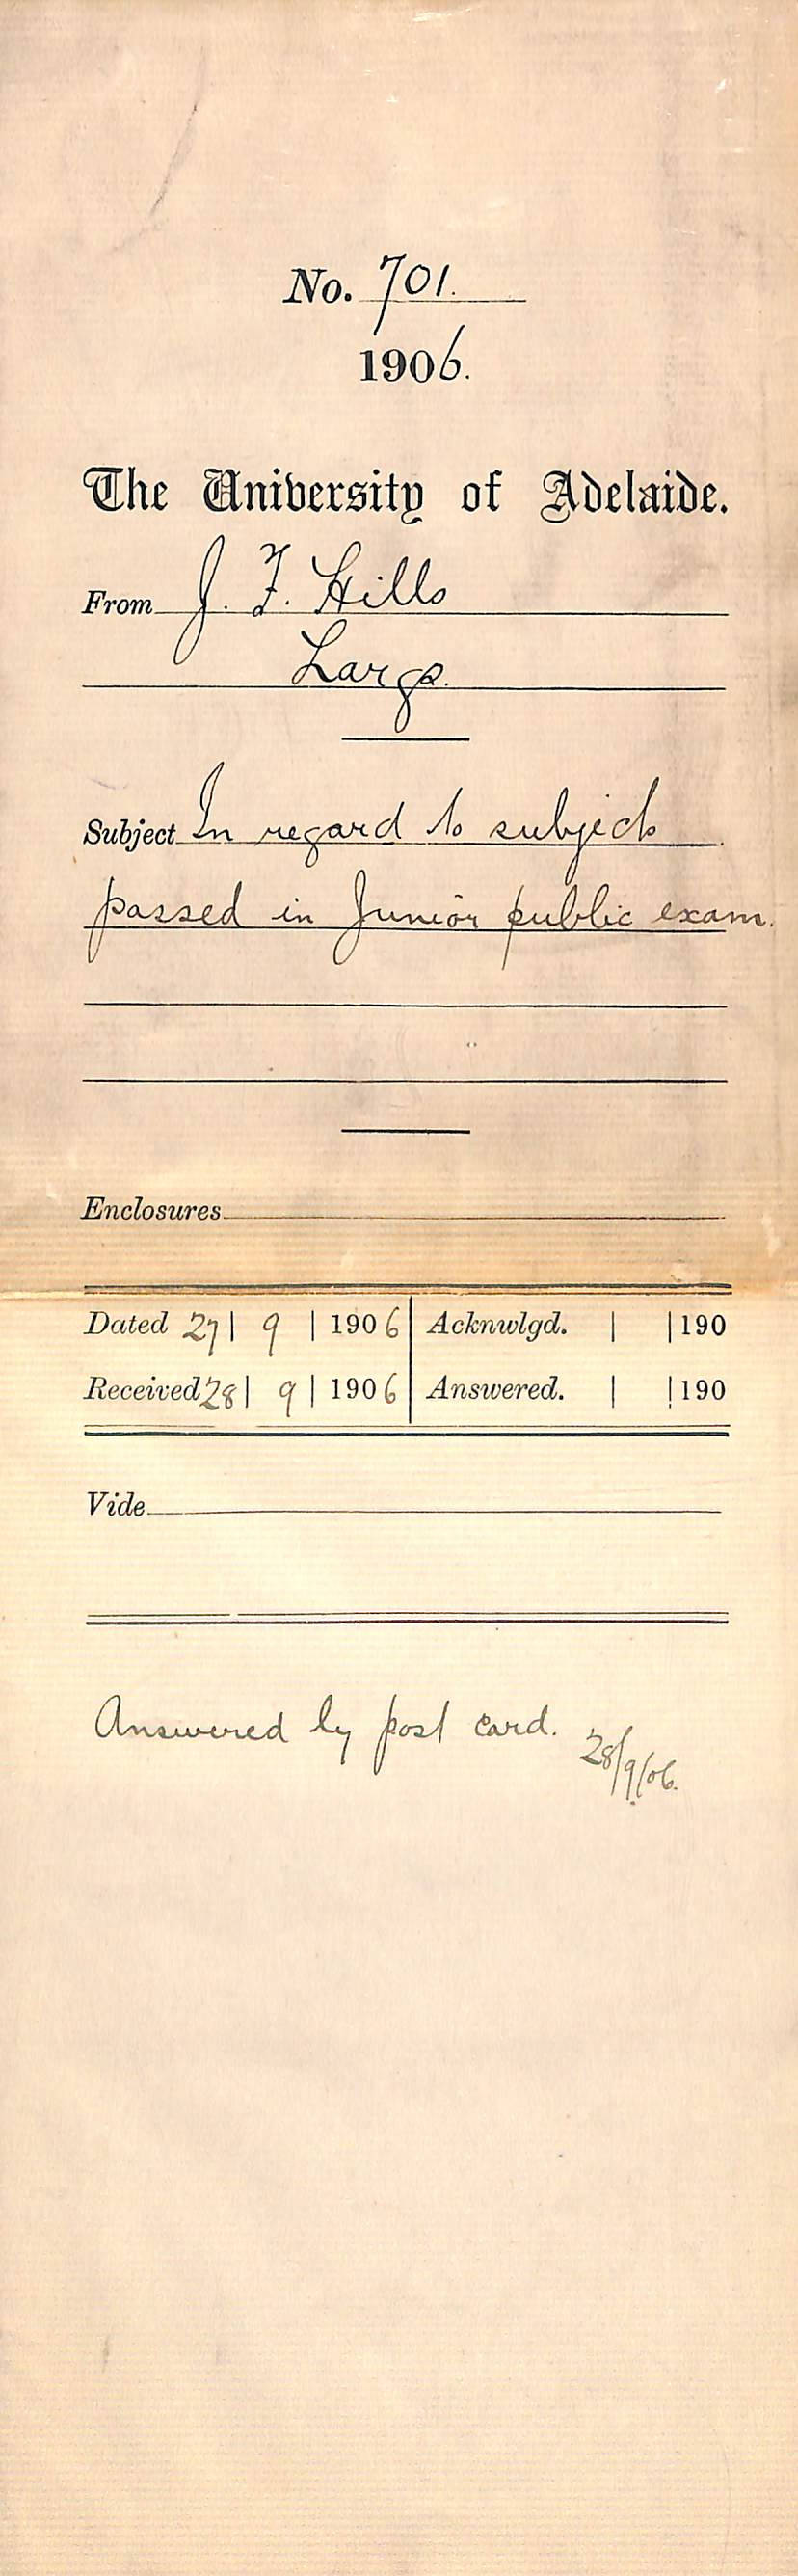 No. 701.
1906.
The University of Adelaide.
From J. F. Hills
Largs.
Subject In regard to subjects
passed in Junior public exam.
Enclosures
Dated 27 | 9 | 1906 Acknwlgd. | | 190
Received 28 | 9 | 1906 Answered. | | 190
Vide
Answered by post card. 28/9/06.